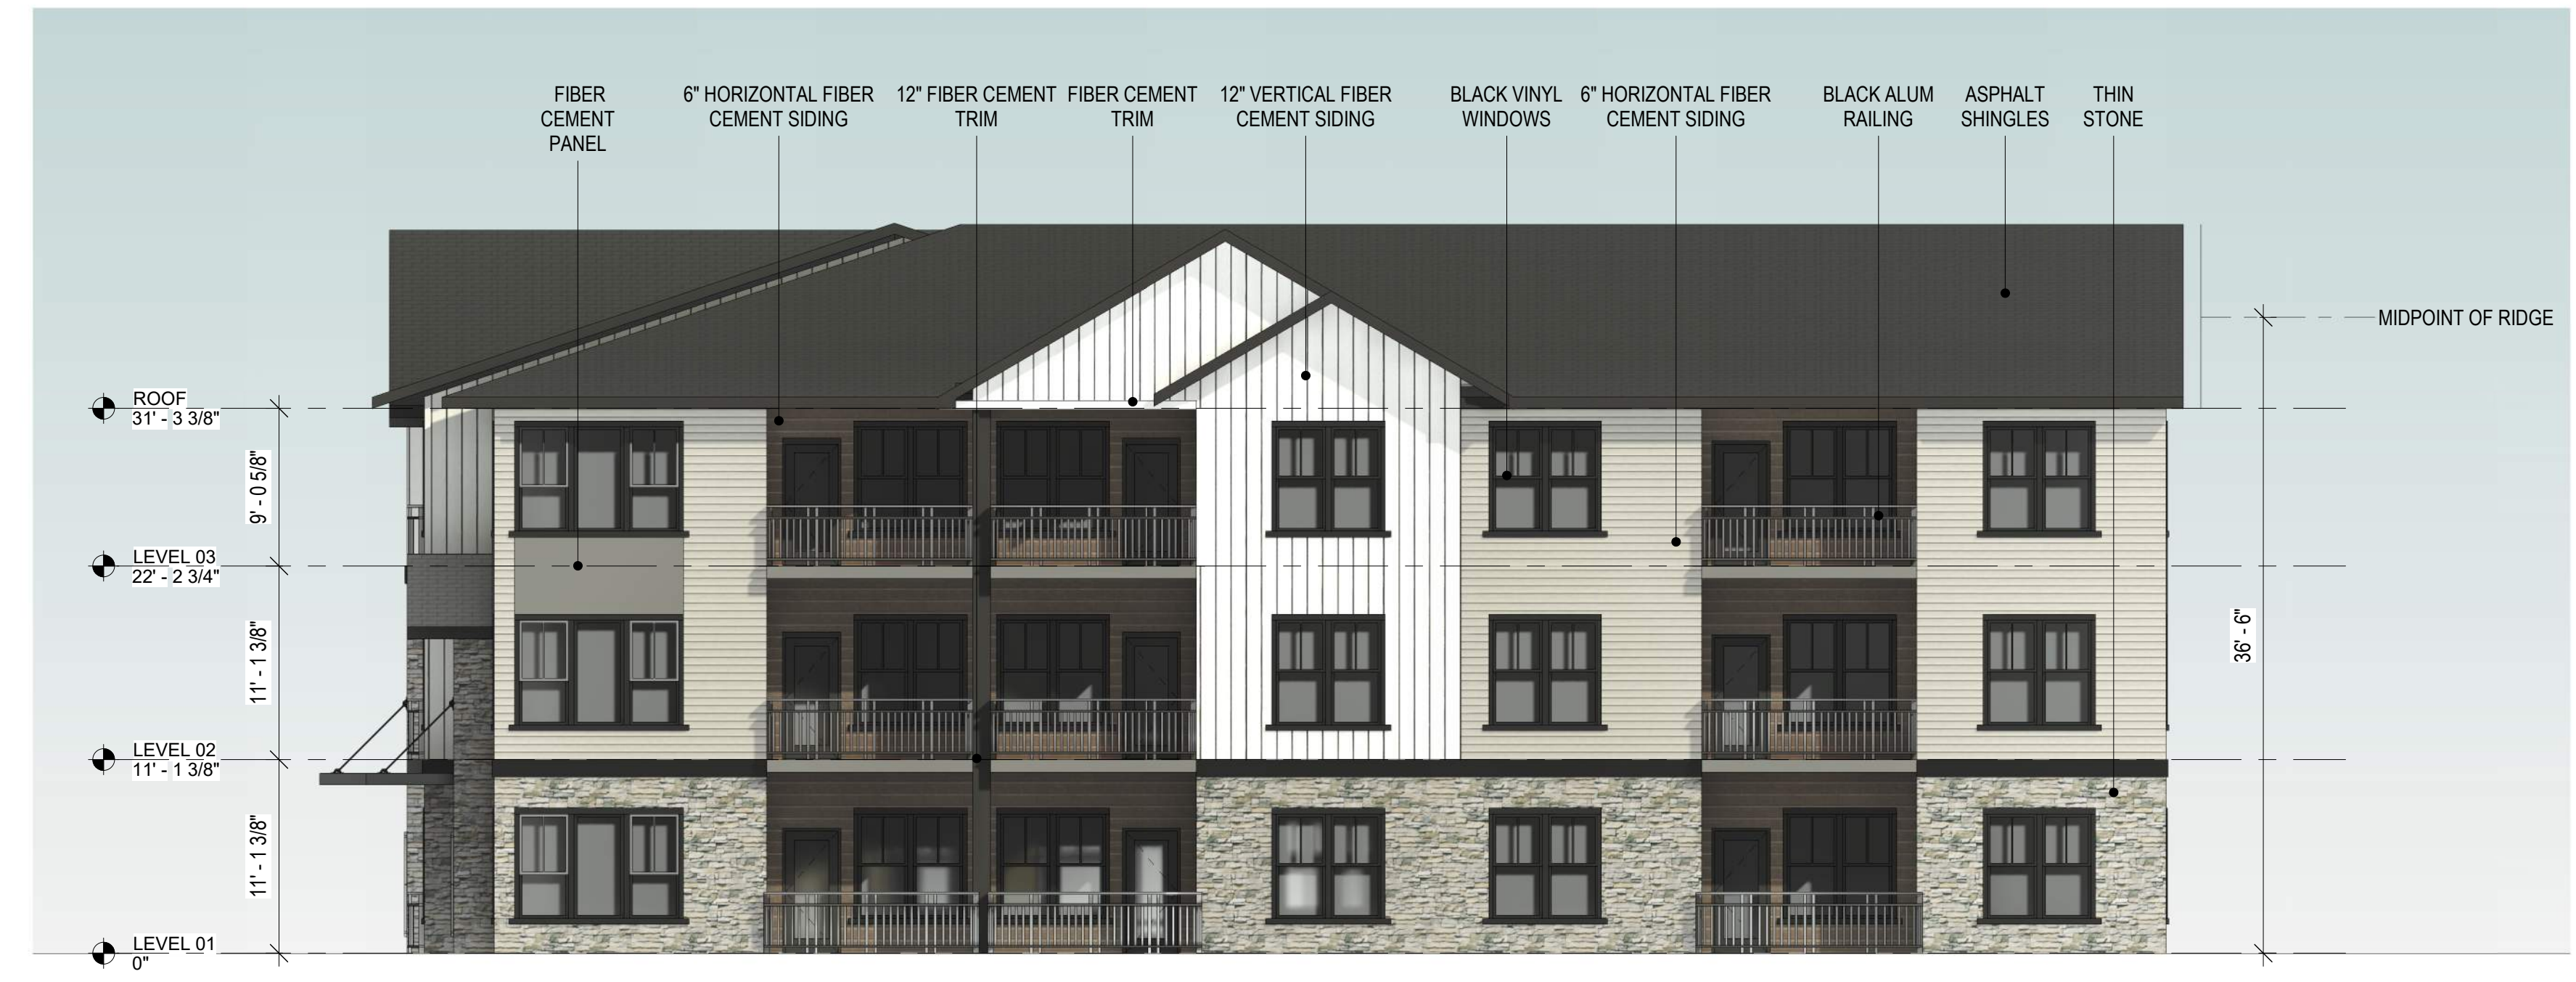 FIBER
CEMENT
PANEL
6" HORIZONTAL FIBER
CEMENT SIDING
12" FIBER CEMENT
TRIM
FIBER CEMENT
TRIM
12" VERTICAL FIBER
CEMENT SIDING
BLACK VINYL
WINDOWS
6" HORIZONTAL FIBER
CEMENT SIDING
BLACK ALUM
RAILING
ASPHALT
SHINGLES
THIN
STONE
MIDPOINT OF RIDGE
ROOF
31' - 3 3/8"
9' - 0 5/8"
LEVEL 03
22' - 2 3/4"
11' - 1 3/8"
36' - 6"
LEVEL 02
11' - 1 3/8"
11' - 1 3/8"
LEVEL 01
0"